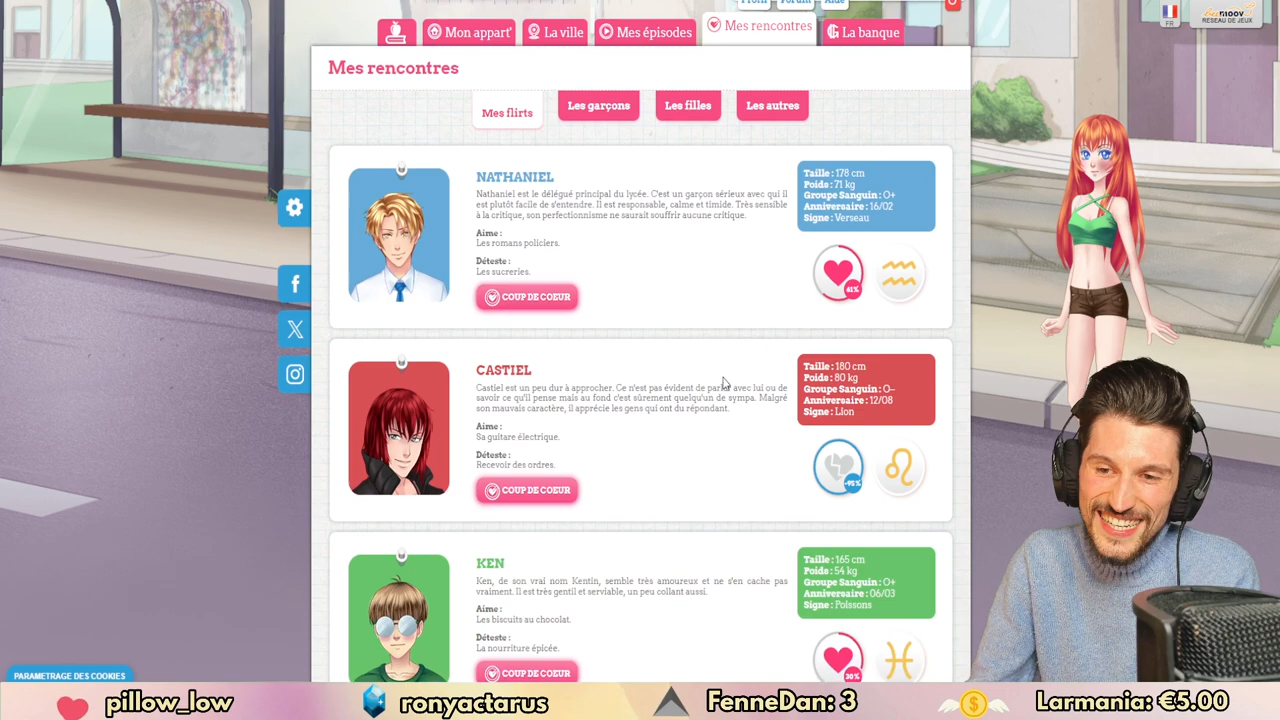 Profil Forum Aide
Mon appart' La ville Mes épisodes Mes rencontres La banque
FR
RÉSEAU DE JEUX
Mes rencontres
Mes flirts Les garçons Les filles Les autres
NATHANIEL
Nathaniel est le délégué principal du lycée. C'est un garçon sérieux avec qui il
est plutôt facile de s'entendre. Il est responsable, calme et timide. Très sensible
à la critique, son perfectionnisme ne saurait souffrir aucune critique.
Aime :
Les romans policiers.
Déteste :
Les sucreries.
COUP DE COEUR
Taille : 178 cm
Poids : 71 kg
Groupe Sanguin : O+
Anniversaire : 16/02
Signe : Verseau
61%
CASTIEL
Castiel est un peu dur à approcher. Ce n'est pas évident de parler avec lui ou de
savoir ce qu'il pense mais au fond c'est sûrement quelqu'un de sympa. Malgré
son mauvais caractère, il apprécie les gens qui ont du répondant.
Aime :
Sa guitare électrique.
Déteste :
Recevoir des ordres.
COUP DE COEUR
Taille : 180 cm
Poids : 80 kg
Groupe Sanguin : O-
Anniversaire : 12/08
Signe : Lion
-95%
KEN
Ken, de son vrai nom Kentin, semble très amoureux et ne s'en cache pas
vraiment. Il est très gentil et serviable, un peu collant aussi.
Aime :
Les biscuits au chocolat.
Déteste :
La nourriture épicée.
COUP DE COEUR
Taille : 165 cm
Poids : 54 kg
Groupe Sanguin : O+
Anniversaire : 06/03
Signe : Poissons
30%
PARAMETRAGE DES COOKIES
pillow_low ronyactarus FenneDan: 3 Larmania: €5.00